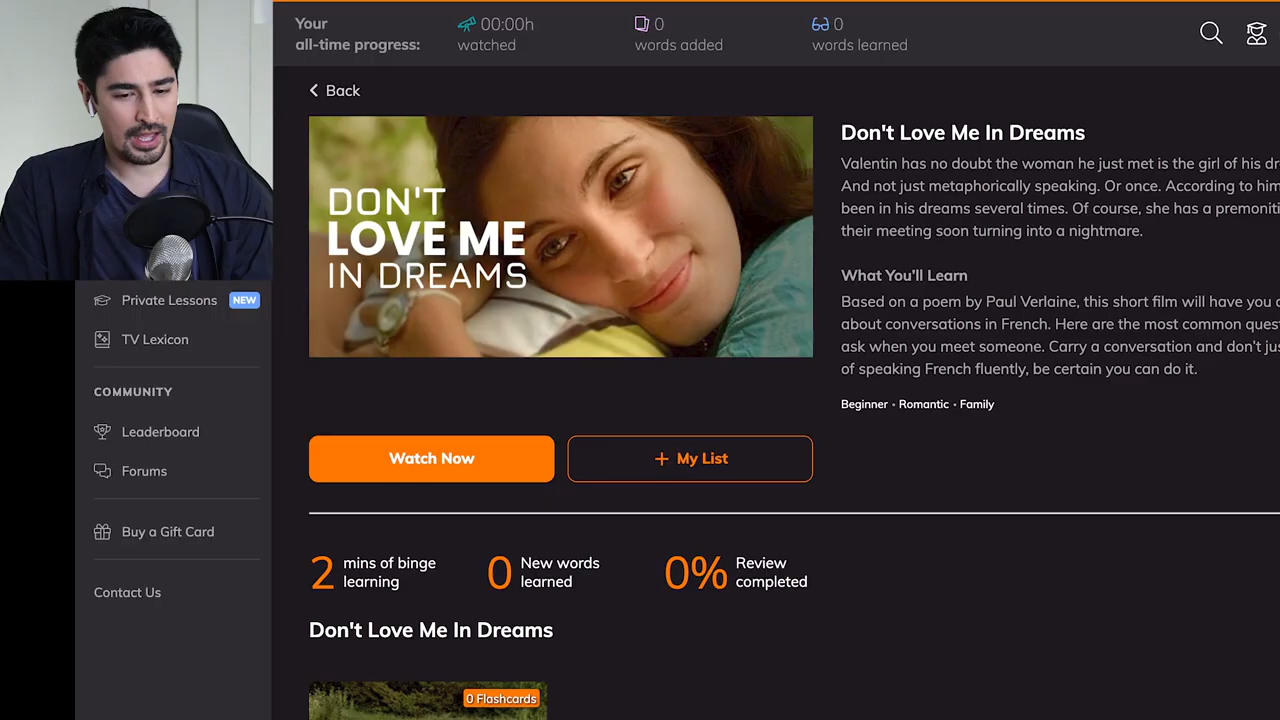 Your
all-time progress:
00:00h
watched
0
words added
0
words learned
Back
DON'T
LOVE ME
IN DREAMS
Don't Love Me In Dreams
Valentin has no doubt the woman he just met is the girl of his
And not just metaphorically speaking. Or once. According to him
been in his dreams several times. Of course, she has a
their meeting soon turning into a nightmare.
What You'll Learn
Based on a poem by Paul Verlaine, this short film will have you
about conversations in French. Here are the most common
ask when you meet someone. Carry a conversation and don't
of speaking French fluently, be certain you can do it.
Beginner • Romantic • Family
Private Lessons NEW
TV Lexicon
COMMUNITY
Leaderboard
Forums
Buy a Gift Card
Contact Us
Watch Now
+ My List
2 mins of binge
learning
0 New words
learned
0% Review
completed
Don't Love Me In Dreams
0 Flashcards